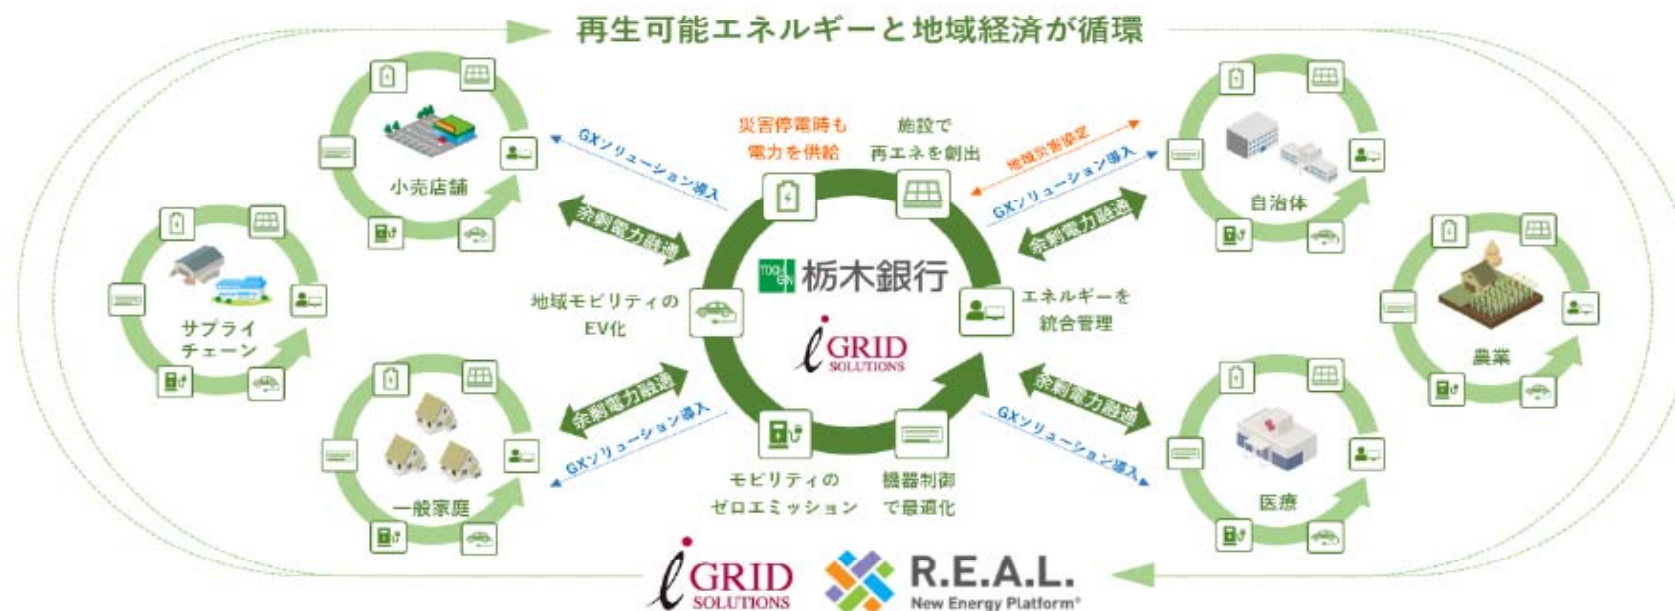 再生可能エネルギーと地域経済が循環
小売店舗
GXソリューション導入
余剰電力融通
災害停電時も
電力を供給
施設で
再エネを創出
地域災害協定
GXソリューション導入
余剰電力融通
自治体
サプライ
チェーン
地域モビリティの
EV化
TOCHIGIN
栃木銀行
i GRID
SOLUTIONS
エネルギーを
統合管理
農業
一般家庭
余剰電力融通
GXソリューション導入
モビリティの
ゼロエミッション
機器制御
で最適化
余剰電力融通
GXソリューション導入
医療
i GRID
SOLUTIONS
R.E.A.L.
New Energy Platform®